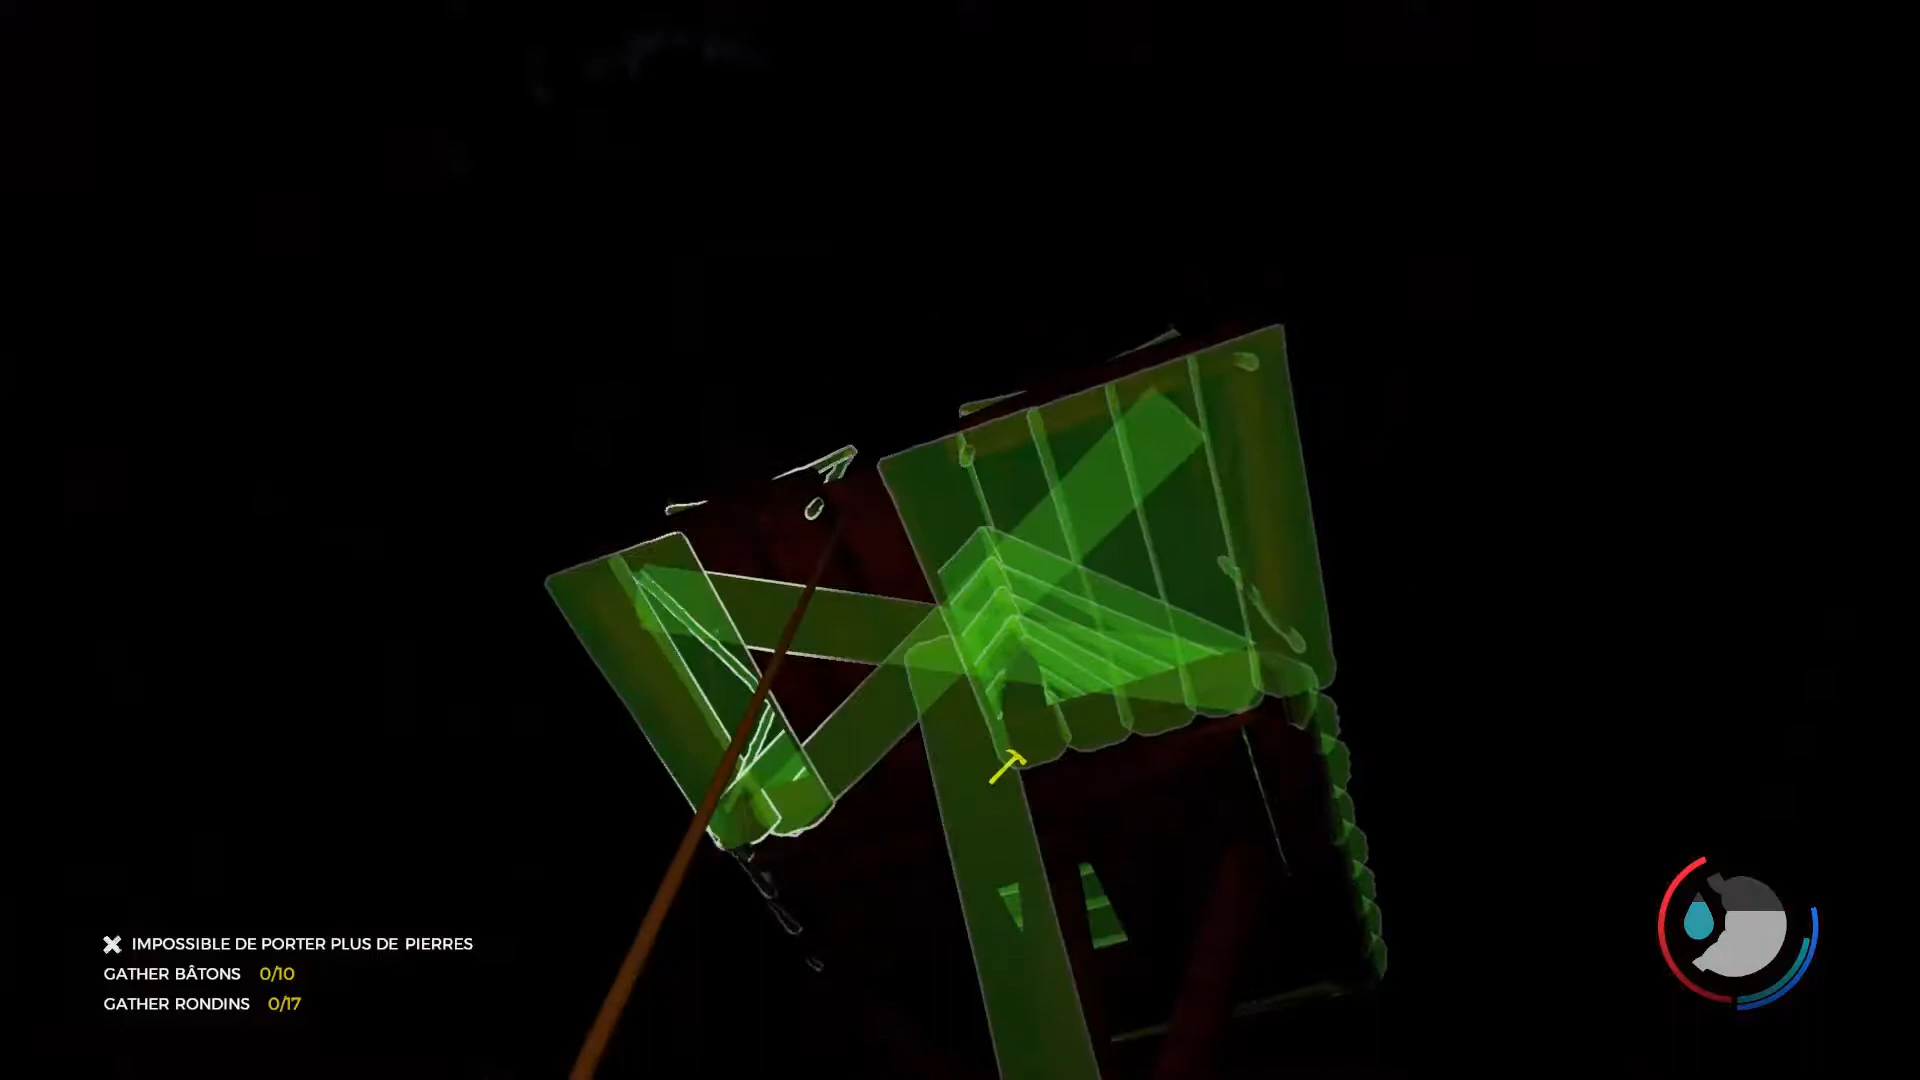 IMPOSSIBLE DE PORTER PLUS DE PIERRES
GATHER BÂTONS 0/10
GATHER RONDINS 0/17